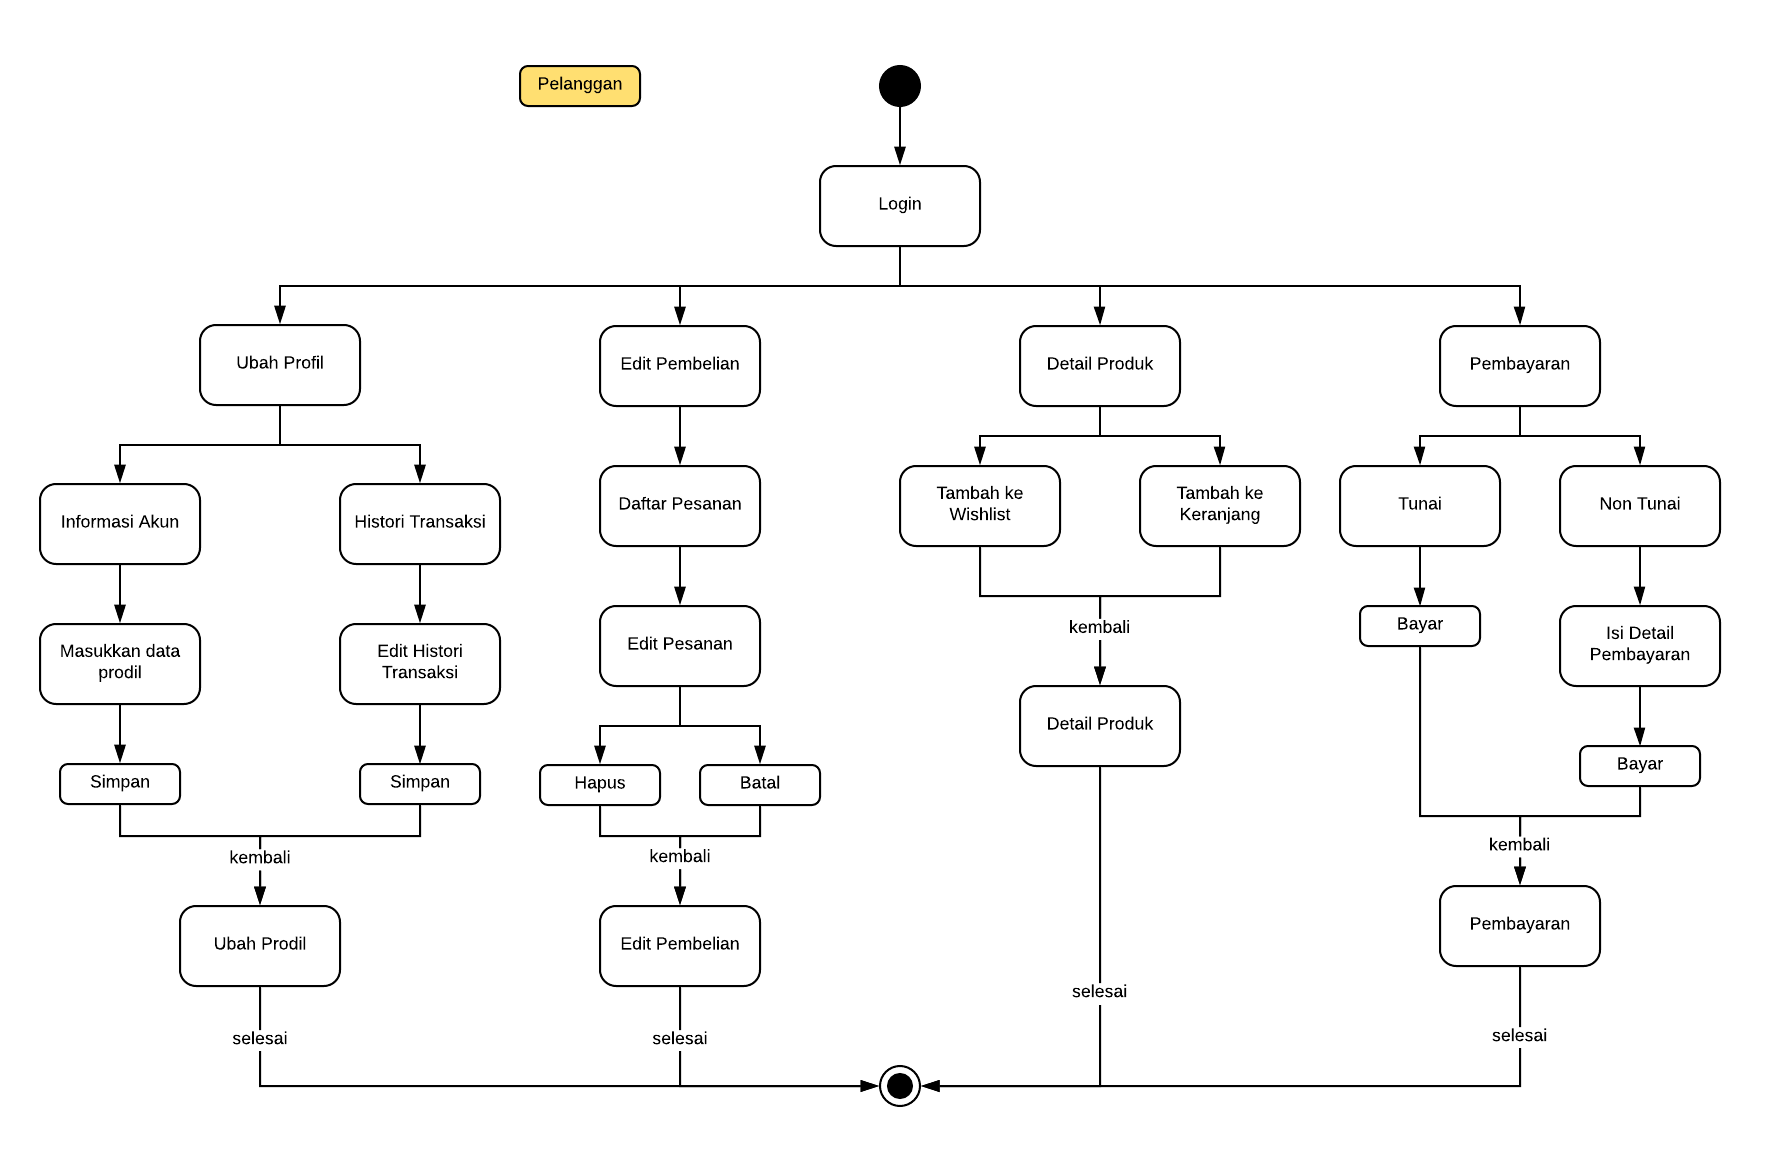 Pelanggan
Login
Ubah Profil
Edit Pembelian
Detail Produk
Pembayaran
Informasi Akun
Histori Transaksi
Daftar Pesanan
Tambah ke
Wishlist
Tambah ke
Keranjang
Tunai
Non Tunai
Masukkan data
prodil
Edit Histori
Transaksi
Edit Pesanan
kembali
Bayar
Isi Detail
Pembayaran
Simpan
Simpan
Hapus
Batal
Detail Produk
Bayar
kembali
kembali
kembali
Ubah Prodil
Edit Pembelian
Pembayaran
selesai
selesai
selesai
selesai